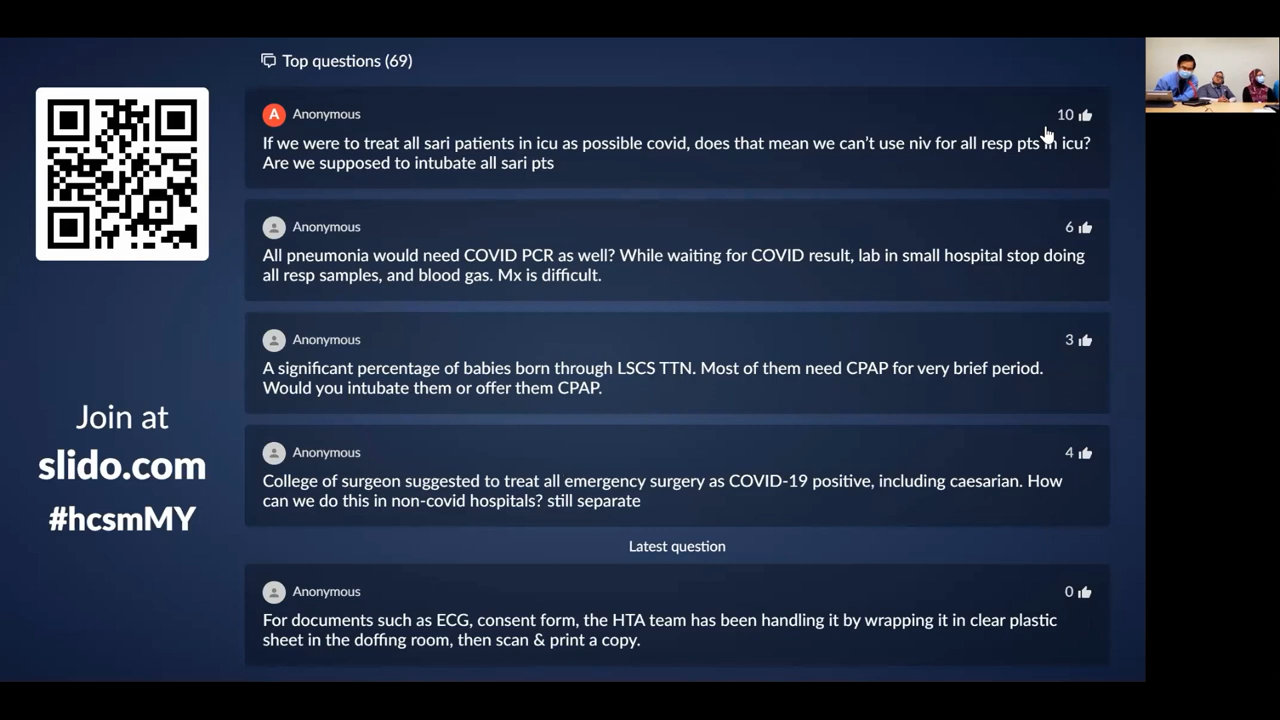 Top questions (69)
A
Anonymous
10
If we were to treat all sari patients in icu as possible covid, does that mean we can't use niv for all resp pts in icu?
Are we supposed to intubate all sari pts
Anonymous
6
All pneumonia would need COVID PCR as well? While waiting for COVID result, lab in small hospital stop doing
all resp samples, and blood gas. Mx is difficult.
Anonymous
3
A significant percentage of babies born through LSCS TTN. Most of them need CPAP for very brief period.
Would you intubate them or offer them CPAP.
Anonymous
4
College of surgeon suggested to treat all emergency surgery as COVID-19 positive, including caesarian. How
can we do this in non-covid hospitals? still separate
Latest question
Anonymous
0
For documents such as ECG, consent form, the HTA team has been handling it by wrapping it in clear plastic
sheet in the doffing room, then scan & print a copy.
Join at
slido.com
#hcsmMY